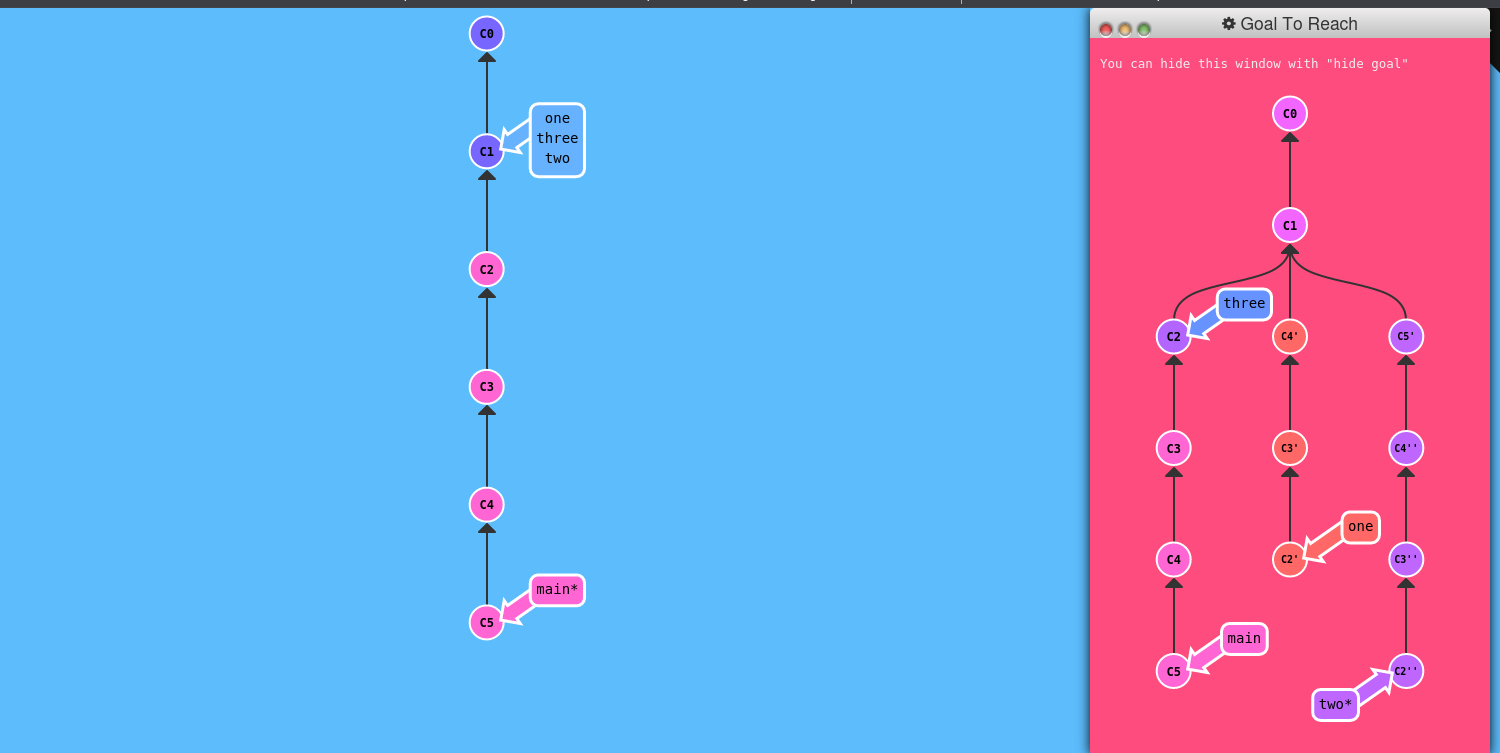 C0
one
three
two
C1
C2
C3
C4
main*
C5
Goal To Reach
You can hide this window with "hide goal"
C0
C1
three
C2
C4'
C5'
C3
C3'
C4''
one
C4
C2'
C3''
main
C5
C2''
two*